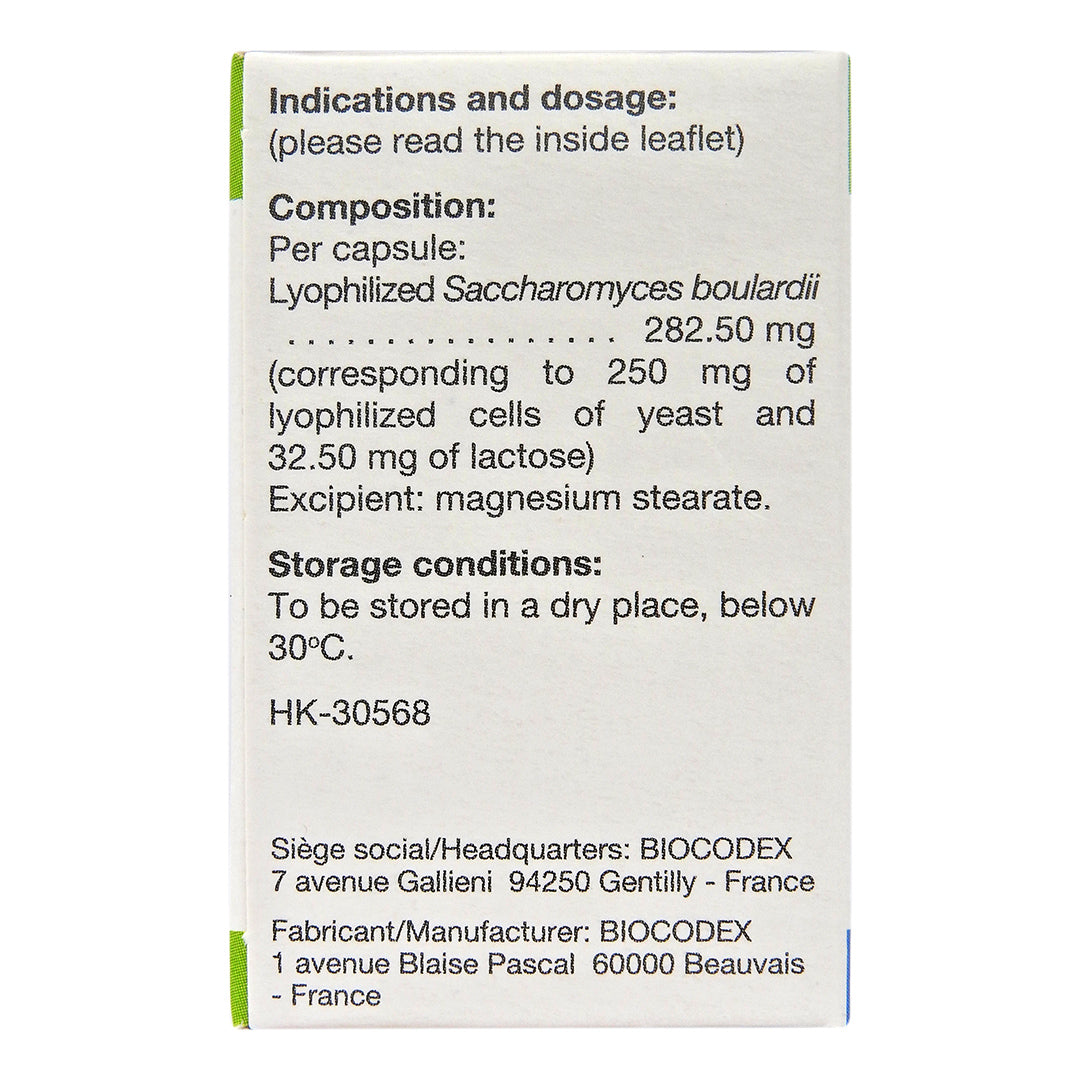 Indications and dosage:
(please read the inside leaflet)
Composition:
Per capsule:
Lyophilized Saccharomyces boulardii
.................. 282.50 mg
(corresponding to 250 mg of
lyophilized cells of yeast and
32.50 mg of lactose)
Excipient: magnesium stearate.
Storage conditions:
To be stored in a dry place, below
30ºC.
HK-30568
Siège social/Headquarters: BIOCODEX
7 avenue Gallieni 94250 Gentilly - France
Fabricant/Manufacturer: BIOCODEX
1 avenue Blaise Pascal 60000 Beauvais
- France